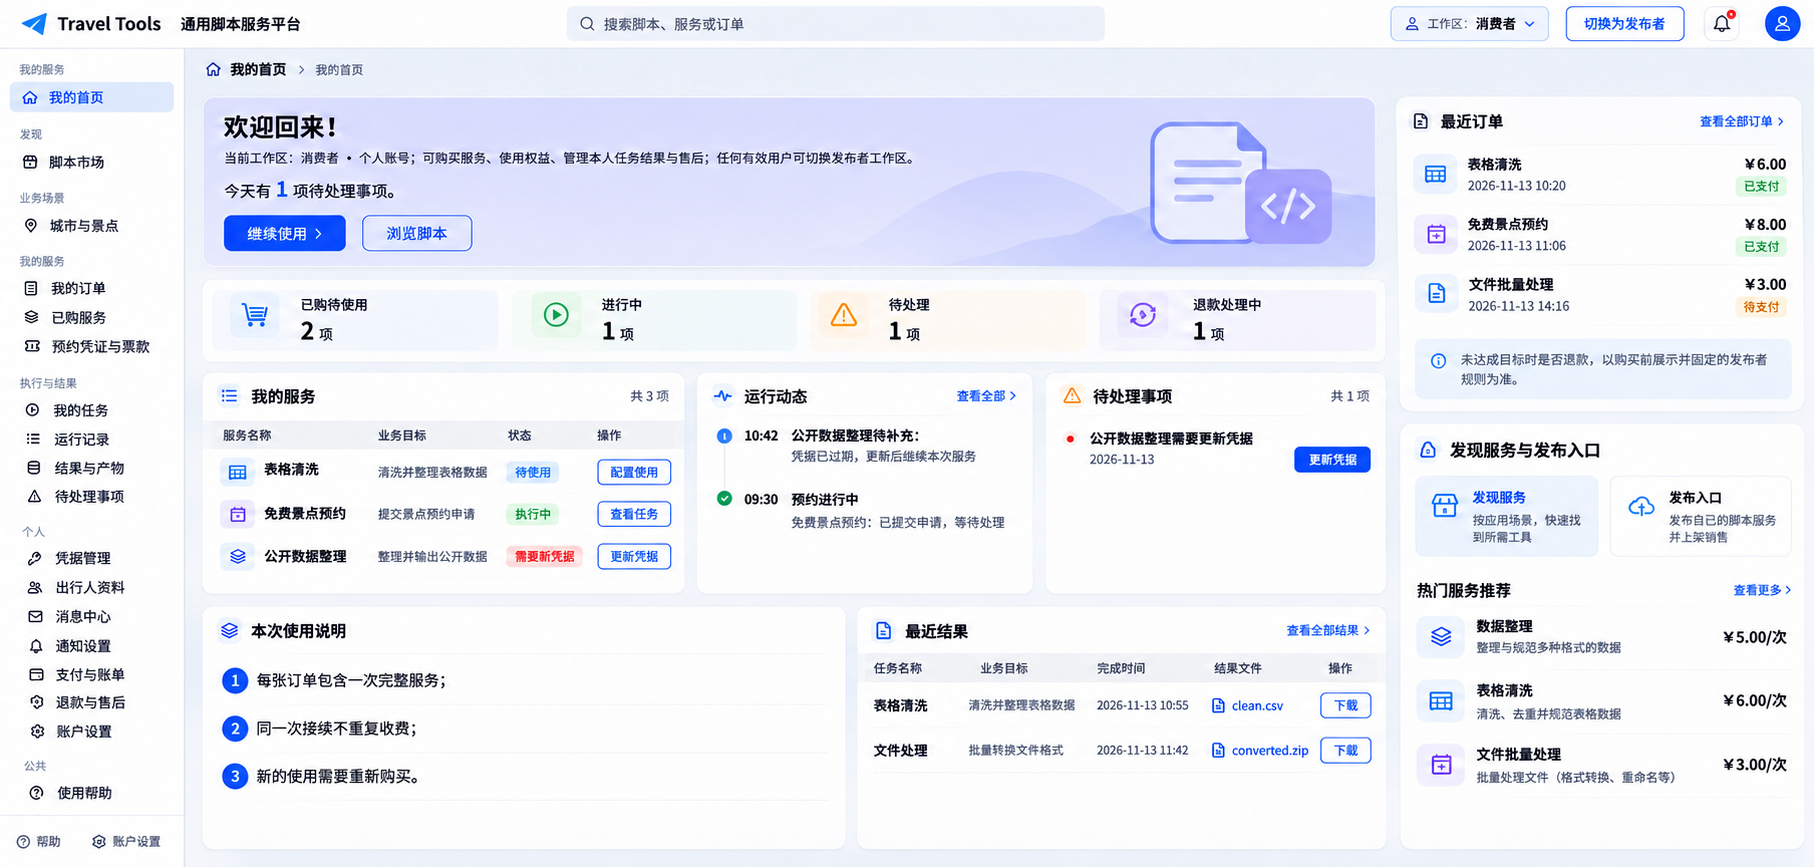 Travel Tools 通用脚本服务平台
搜索脚本、服务或订单
工作区： 消费者
切换为发布者
我的服务
我的首页
发现
脚本市场
业务场景
城市与景点
我的服务
我的订单
已购服务
预约凭证与票款
执行与结果
我的任务
运行记录
结果与产物
待处理事项
个人
凭据管理
出行人资料
消息中心
通知设置
支付与账单
退款与售后
账户设置
公共
使用帮助
帮助 账户设置
我的首页 > 我的首页
欢迎回来！
当前工作区：消费者 • 个人账号；可购买服务、使用权益、管理本人任务结果与售后；任何有效用户可切换发布者工作区。
今天有 1 项待处理事项。
继续使用 >
浏览脚本
已购待使用
2 项
进行中
1 项
待处理
1 项
退款处理中
1 项
我的服务 共 3 项
服务名称 业务目标 状态 操作
表格清洗 清洗并整理表格数据 待使用 配置使用
免费景点预约 提交景点预约申请 执行中 查看任务
公开数据整理 整理并输出公开数据 需要新凭据 更新凭据
运行动态 查看全部 >
10:42 公开数据整理待补充：
凭据已过期，更新后继续本次服务
09:30 预约进行中
免费景点预约：已提交申请，等待处理
待处理事项 共 1 项
公开数据整理需要更新凭据
2026-11-13
更新凭据
本次使用说明
1 每张订单包含一次完整服务；
2 同一次接续不重复收费；
3 新的使用需要重新购买。
最近结果 查看全部结果 >
任务名称 业务目标 完成时间 结果文件 操作
表格清洗 清洗并整理表格数据 2026-11-13 10:55 clean.csv 下载
文件处理 批量转换文件格式 2026-11-13 11:42 converted.zip 下载
最近订单 查看全部订单 >
表格清洗 ¥6.00
2026-11-13 10:20 已支付
免费景点预约 ¥8.00
2026-11-13 11:06 已支付
文件批量处理 ¥3.00
2026-11-13 14:16 待支付
未达成目标时是否退款，以购买前展示并固定的发布者
规则为准。
发现服务与发布入口
发现服务
按应用场景，快速找
到所需工具
发布入口
发布自己的脚本服务
并上架销售
热门服务推荐 查看更多 >
数据整理
整理与规范多种格式的数据
¥5.00/次
表格清洗
清洗、去重并规范表格数据
¥6.00/次
文件批量处理
批量处理文件（格式转换、重命名等）
¥3.00/次